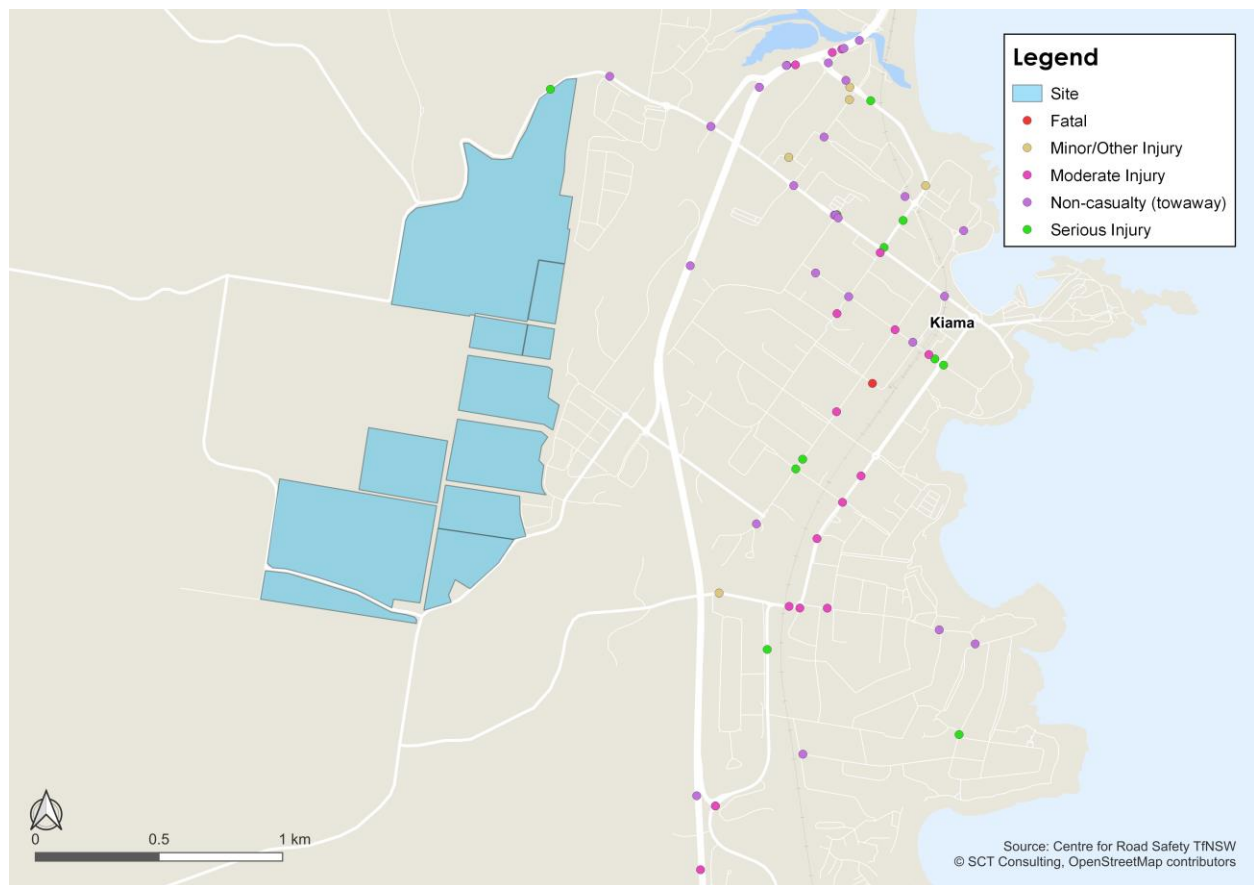 Legend
Site
Fatal
Minor/Other Injury
Moderate Injury
Non-casualty (towaway)
Serious Injury
Kiama
0 0.5 1 km
Source: Centre for Road Safety TfNSW
© SCT Consulting, OpenStreetMap contributors